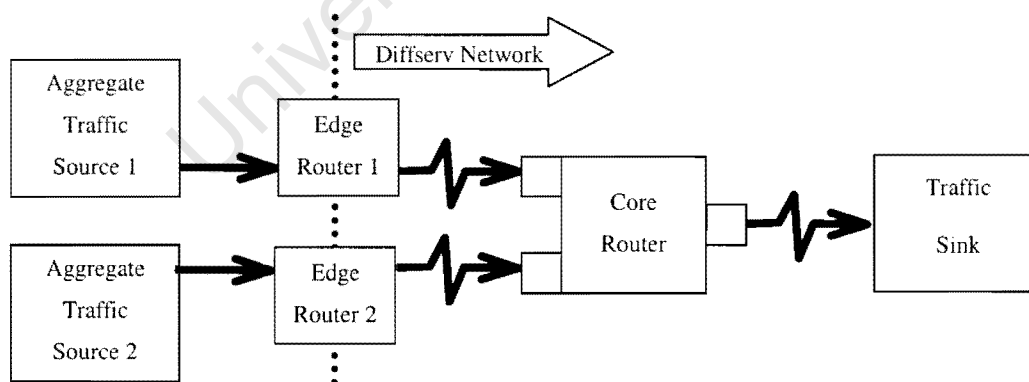 Univer
Diffserv Network
Aggregate
Traffic
Source 1
Edge
Router 1
Core
Router
Traffic
Sink
Aggregate
Traffic
Source 2
Edge
Router 2